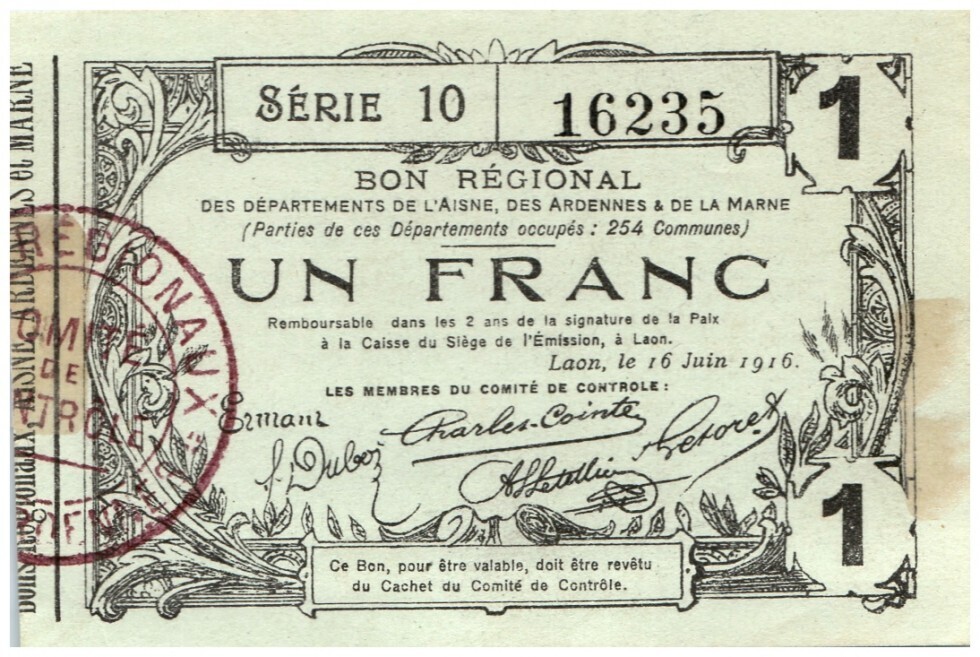 SÉRIE 10
16235
1
BON RÉGIONAL
DES DÉPARTEMENTS DE L'AISNE, DES ARDENNES & DE LA MARNE
(Parties de ces Départements occupés : 254 Communes)
UN FRANC
Remboursable dans les 2 ans de la signature de la Paix
à la Caisse du Siège de l'Émission, à Laon.
Laon, le 16 Juin 1916.
LES MEMBRES DU COMITÉ DE CONTROLE :
Ermant
Charles-Cointe
1
Ce Bon, pour être valable, doit être revêtu
du Cachet du Comité de Contrôle.
DE
et MARNE